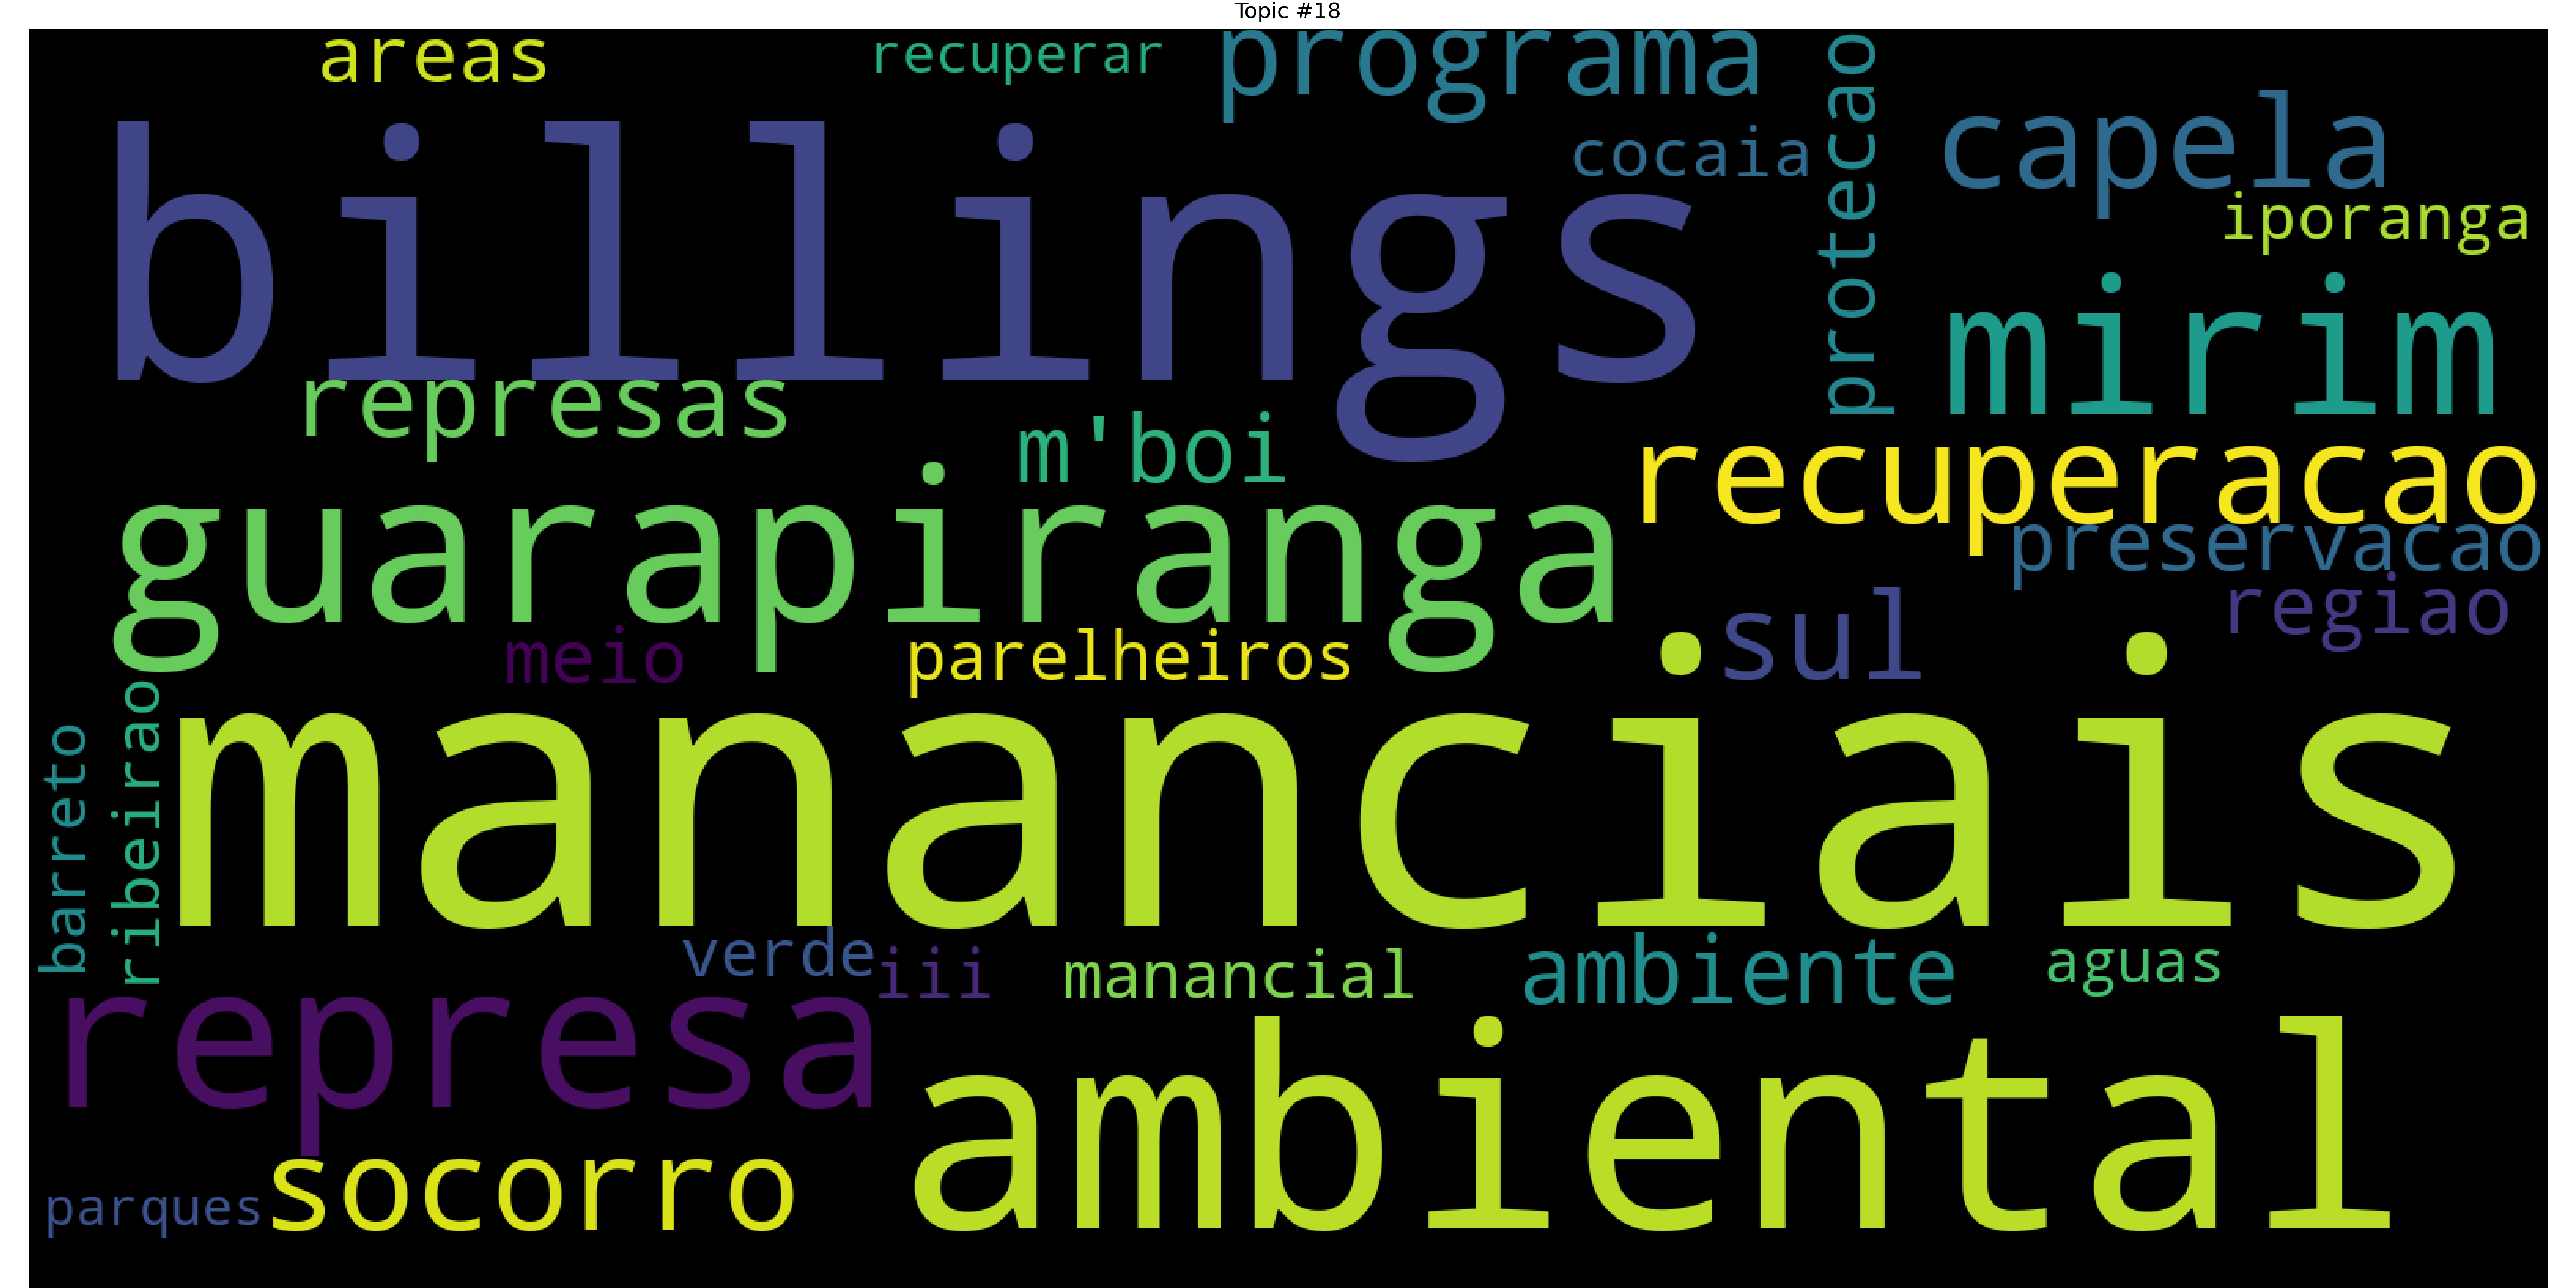 Topic #18
areas
recuperar
programa
protecao
capela
cocaia
billings
iporanga
mirim
represas
m'boi
recuperacao
guarapiranga
preservacao
regiao
sul
meio
parelheiros
barreto
ribeirao
mananciais
verde
iii
manancial
ambiente
aguas
represa
ambiental
socorro
parques